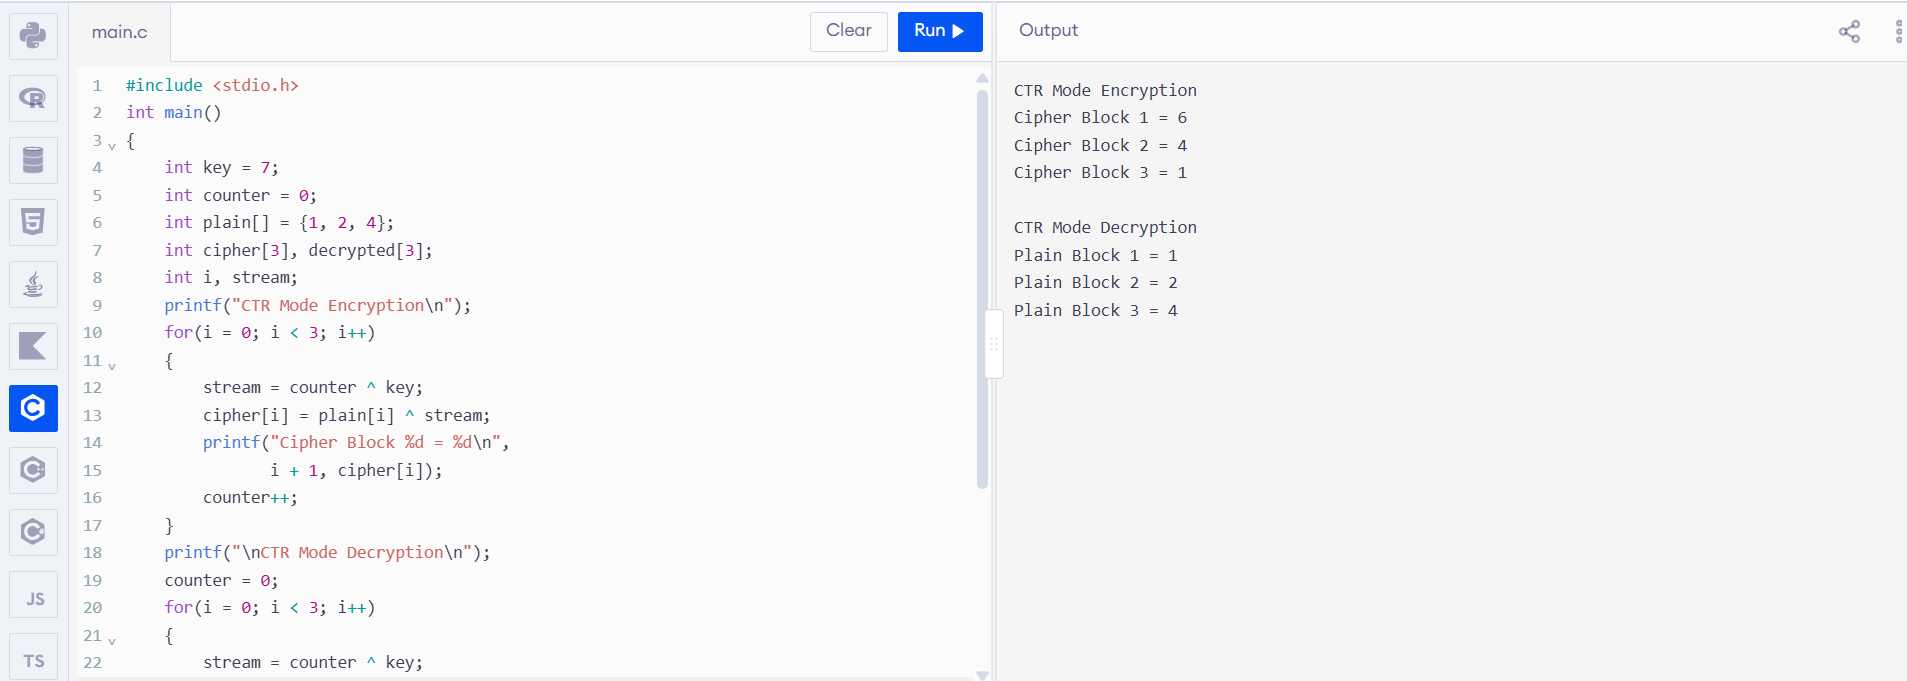 main.c
Clear
Run
1 #include <stdio.h>
2 int main()
3 {
4     int key = 7;
5     int counter = 0;
6     int plain[] = {1, 2, 4};
7     int cipher[3], decrypted[3];
8     int i, stream;
9     printf("CTR Mode Encryption\n");
10     for(i = 0; i < 3; i++)
11     {
12         stream = counter ^ key;
13         cipher[i] = plain[i] ^ stream;
14         printf("Cipher Block %d = %d\n",
15                i + 1, cipher[i]);
16         counter++;
17     }
18     printf("\nCTR Mode Decryption\n");
19     counter = 0;
20     for(i = 0; i < 3; i++)
21     {
22         stream = counter ^ key;
Output
CTR Mode Encryption
Cipher Block 1 = 6
Cipher Block 2 = 4
Cipher Block 3 = 1

CTR Mode Decryption
Plain Block 1 = 1
Plain Block 2 = 2
Plain Block 3 = 4
R
5
C
C
C
JS
TS